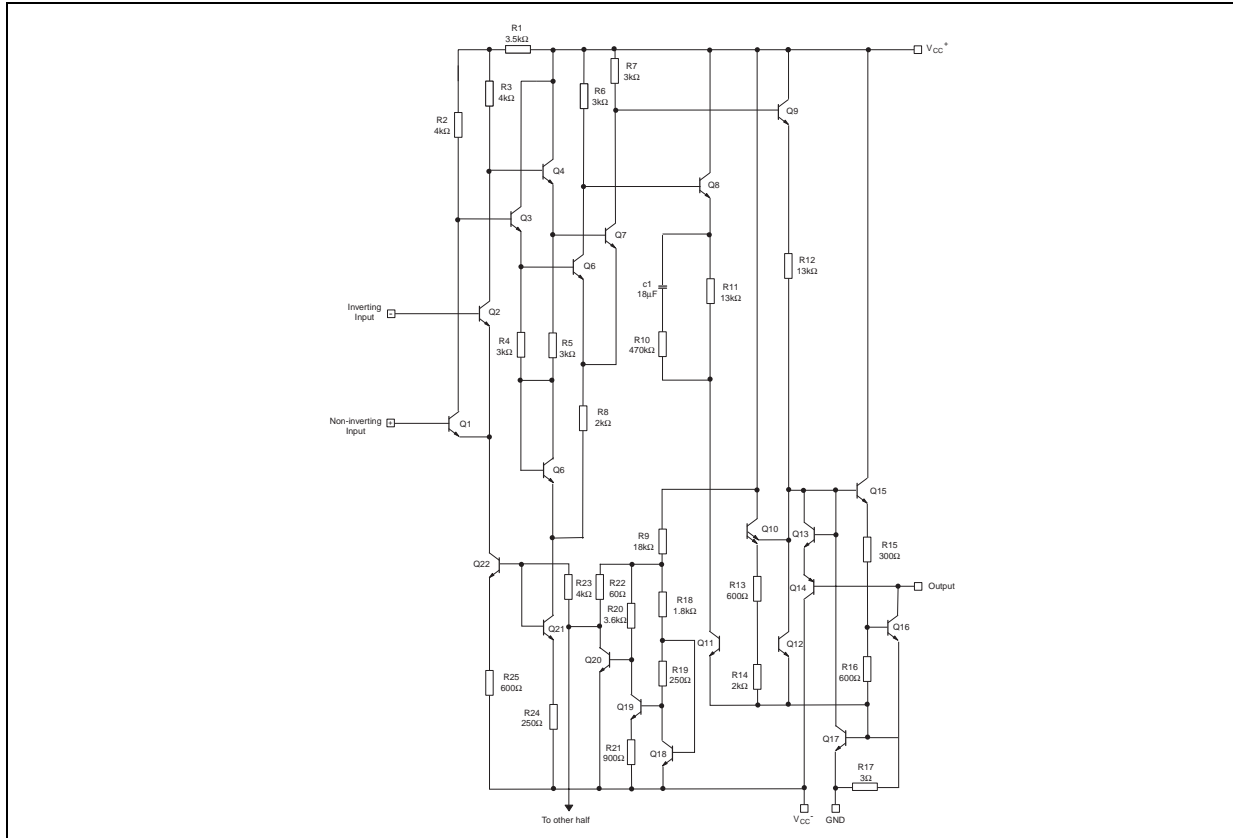 R1
3.5kΩ
VCC+
R7
3kΩ
R3
4kΩ
R6
3kΩ
R2
4kΩ
Q9
Q4
Q8
Q3
Q7
R12
13kΩ
Q6
c1
18µF
R11
13kΩ
Inverting
Input
-
Q2
R4
3kΩ
R5
3kΩ
R10
470kΩ
R8
2kΩ
Non-inverting
Input
+
Q1
Q6
Q15
Q10
Q13
R9
18kΩ
R15
300Ω
Q22
R23
4kΩ
R22
60Ω
R13
600Ω
Q14
Output
R20
3.6kΩ
R18
1.8kΩ
Q21
Q16
Q11
Q12
Q20
R19
250Ω
R14
2kΩ
R16
600Ω
R25
600Ω
Q19
R24
250Ω
R21
900Ω
Q18
Q17
R17
3Ω
To other half
VCC-
GND